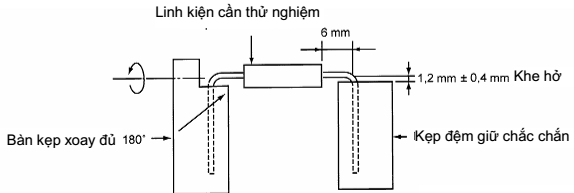 Linh kiện cần thử nghiệm
6 mm
1,2 mm ± 0,4 mm Khe hở
Bàn kẹp xoay đủ 180°
Kẹp đệm giữ chắc chắn